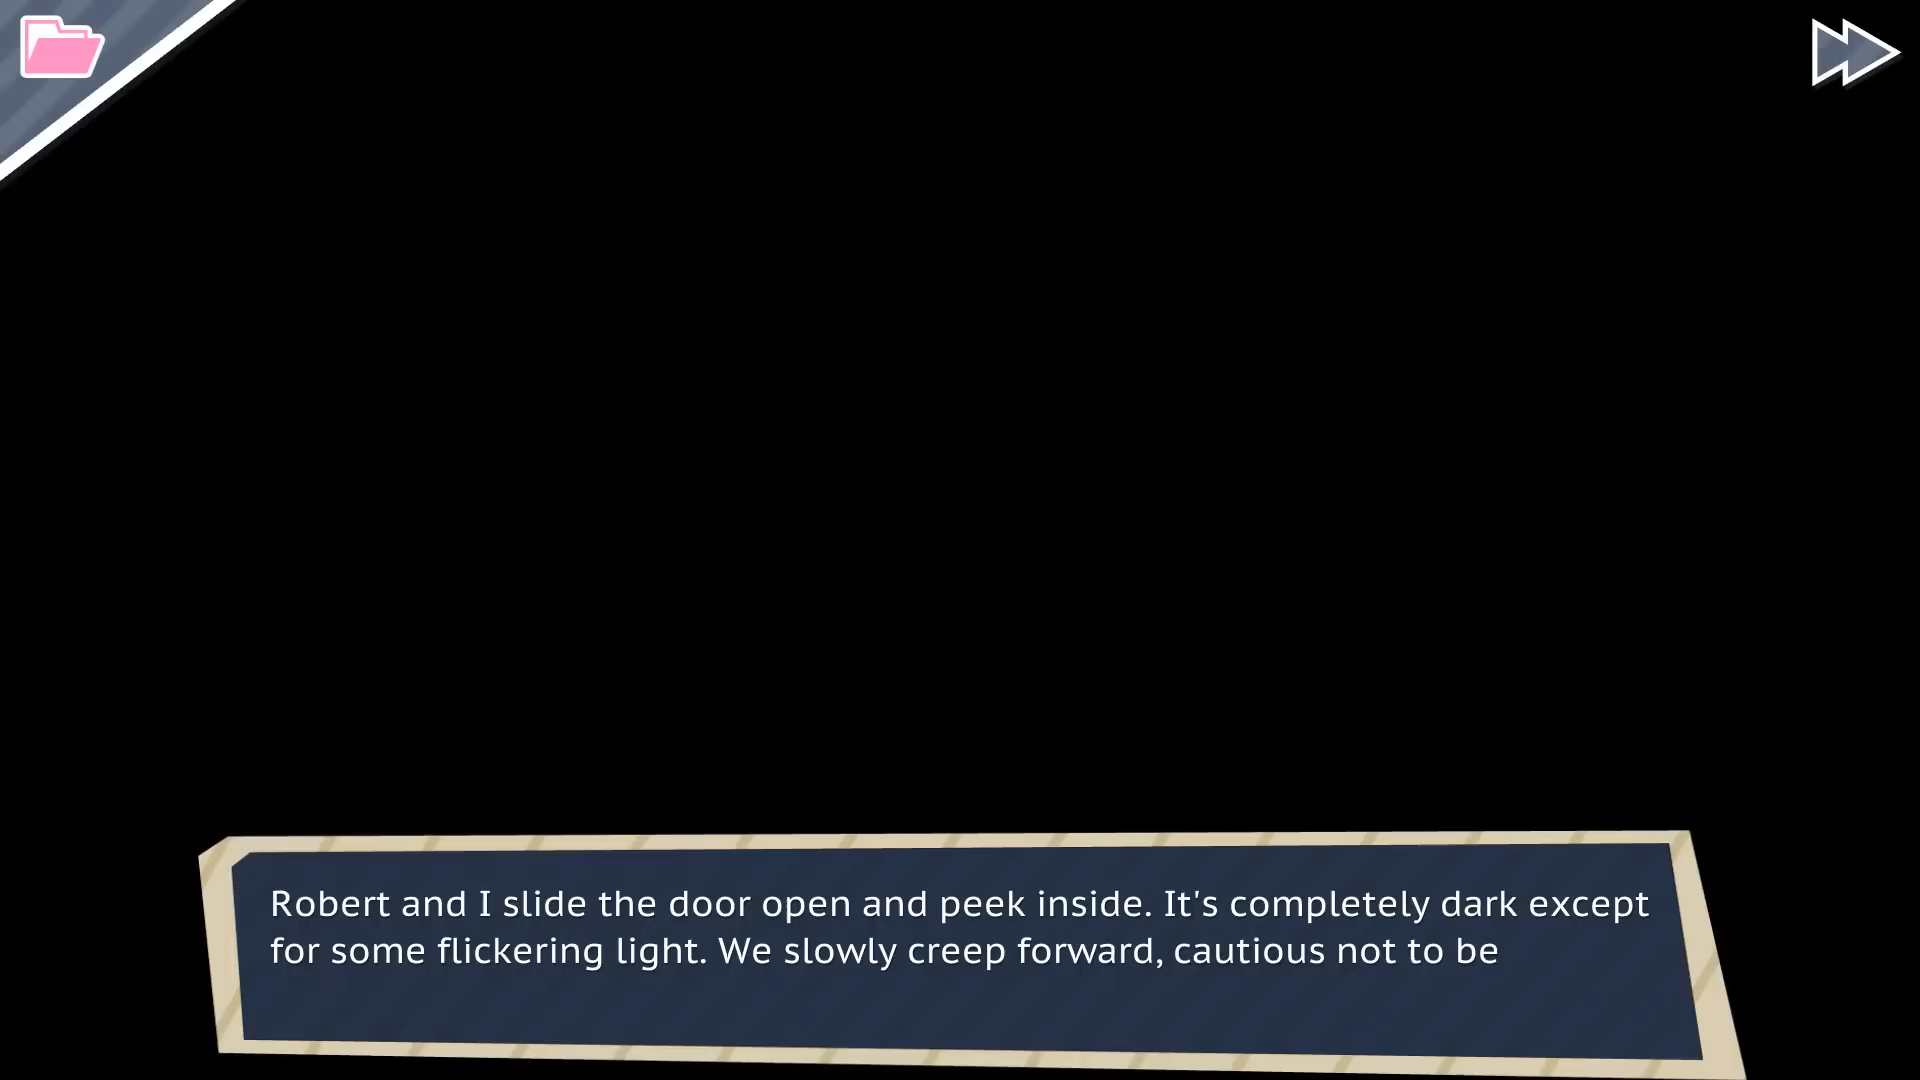 Robert and I slide the door open and peek inside. It's completely dark except
for some flickering light. We slowly creep forward, cautious not to be